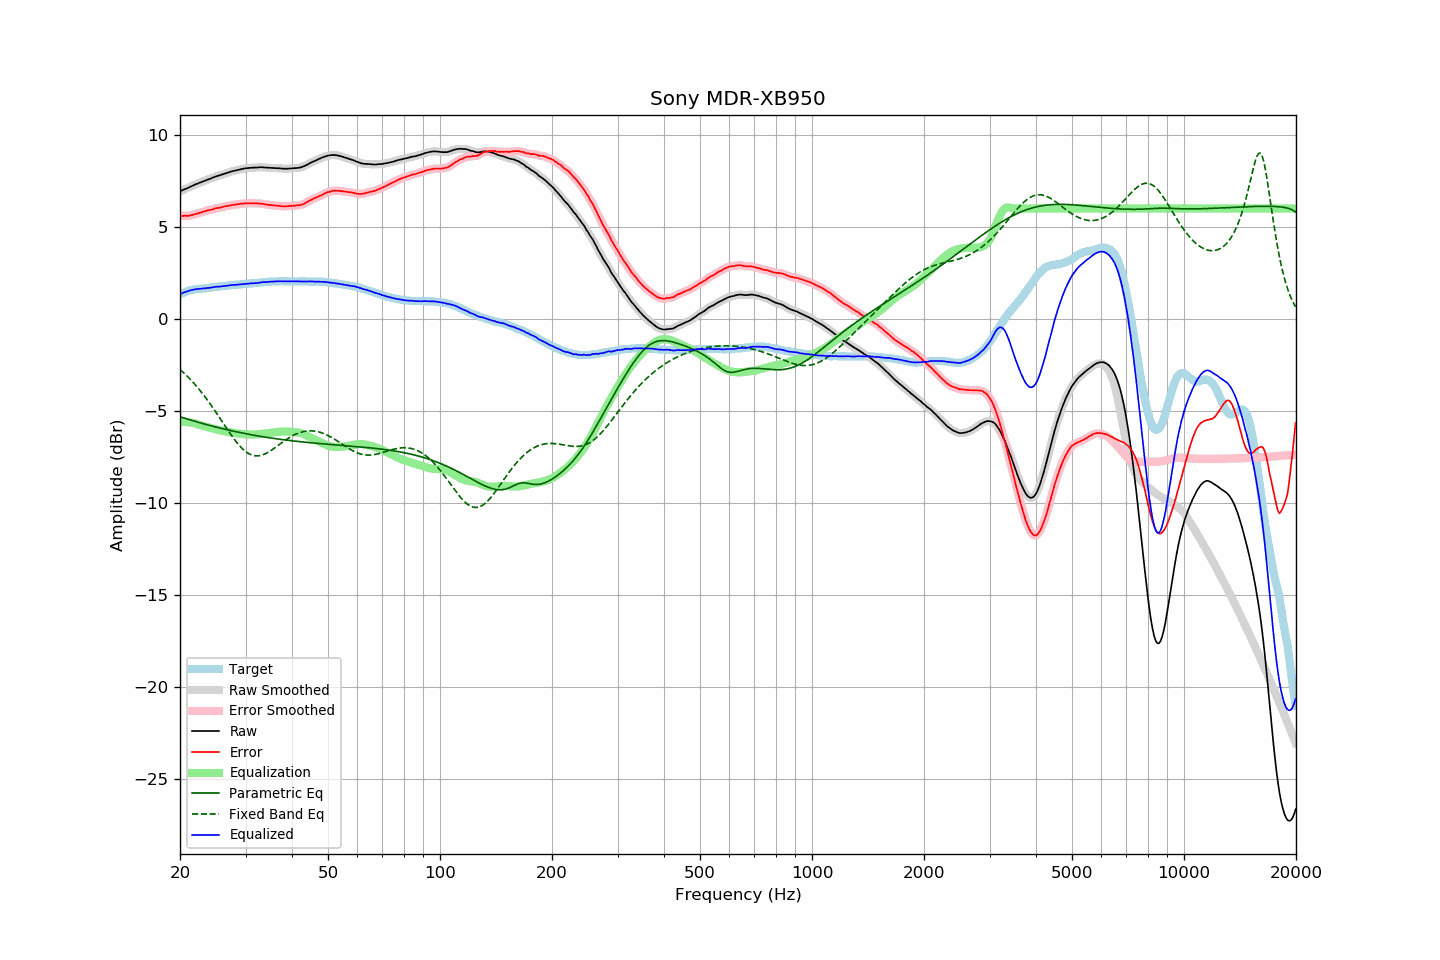 Sony MDR-XB950
Amplitude (dBr)
10
5
0
−5
−10
−15
−20
−25
Target
Raw Smoothed
Error Smoothed
Raw
Error
Equalization
Parametric Eq
Fixed Band Eq
Equalized
20 50 100 200 500 1000 2000 5000 10000 20000
Frequency (Hz)